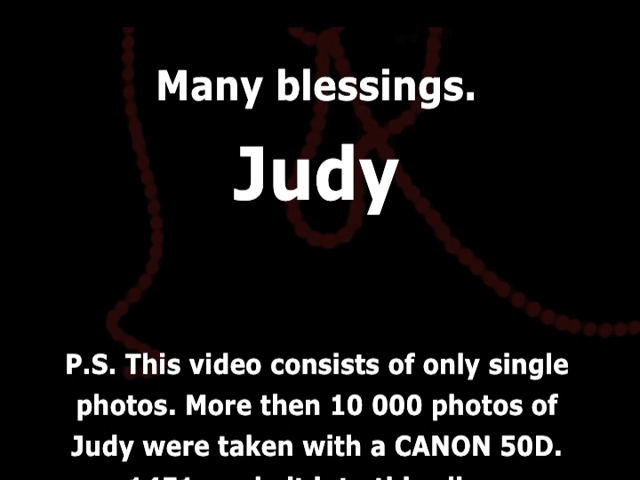 Many blessings.
Judy
P.S. This video consists of only single
photos. More then 10 000 photos of
Judy were taken with a CANON 50D.